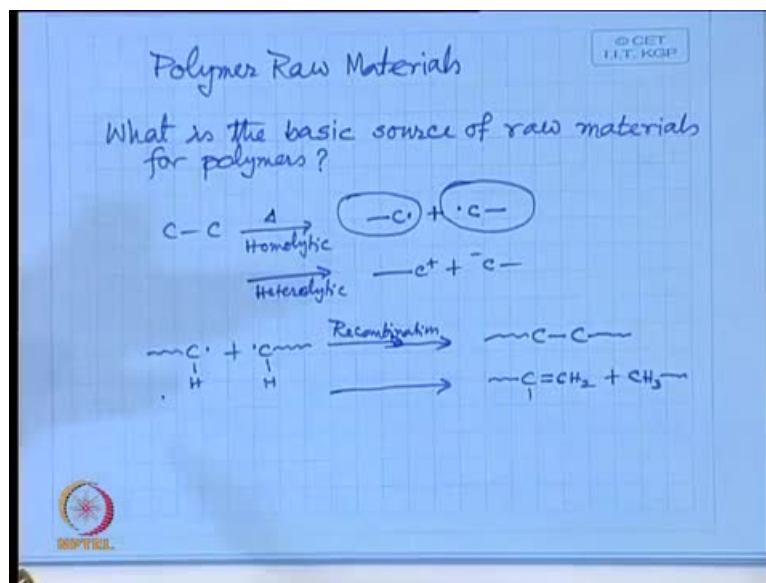 © CET
I.I.T. KGP
Polymer Raw Materials
What is the basic source of raw materials
for polymers?
C–C Δ Homolytic —C• + •C—
Heterolytic —C⁺ + ⁻C—
~~~C• + •C~~~ Recombination ~~~C–C~~~
H H
~~~C=CH₂ + CH₃~~~
NPTEL